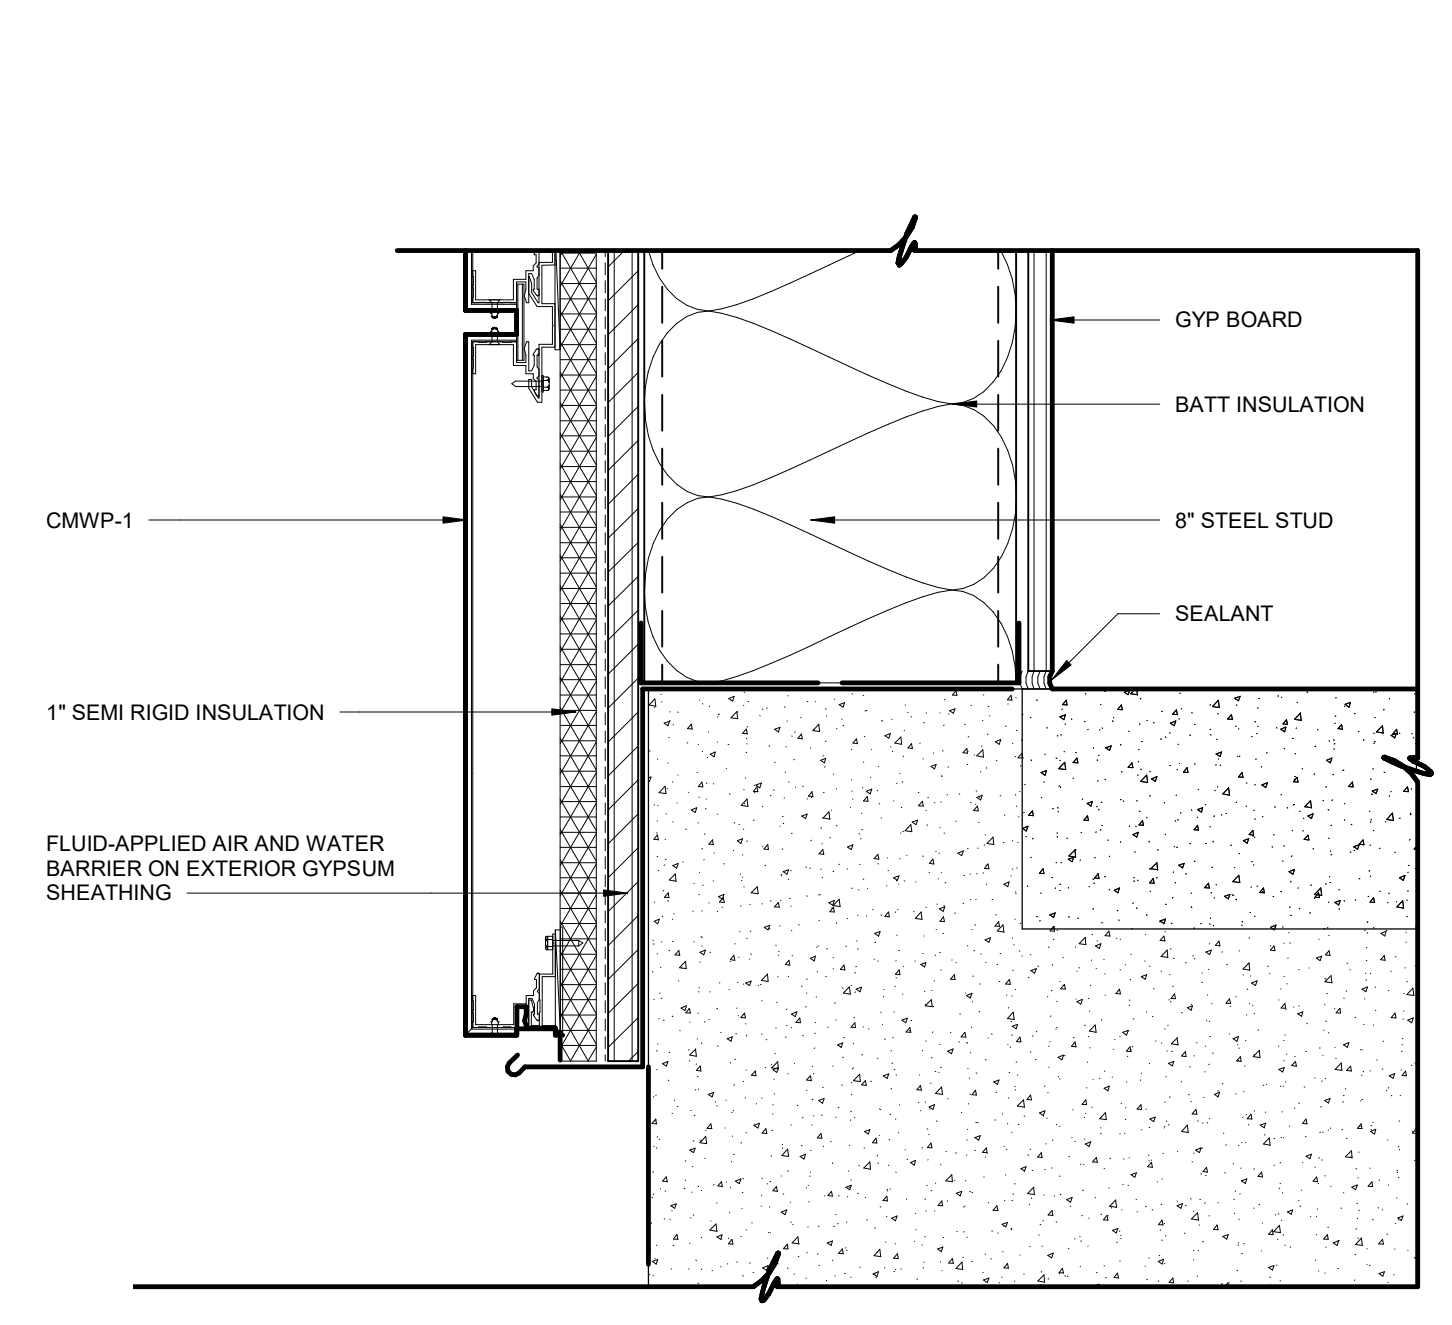 GYP BOARD
BATT INSULATION
CMWP-1
8" STEEL STUD
SEALANT
1" SEMI RIGID INSULATION
FLUID-APPLIED AIR AND WATER
BARRIER ON EXTERIOR GYPSUM
SHEATHING